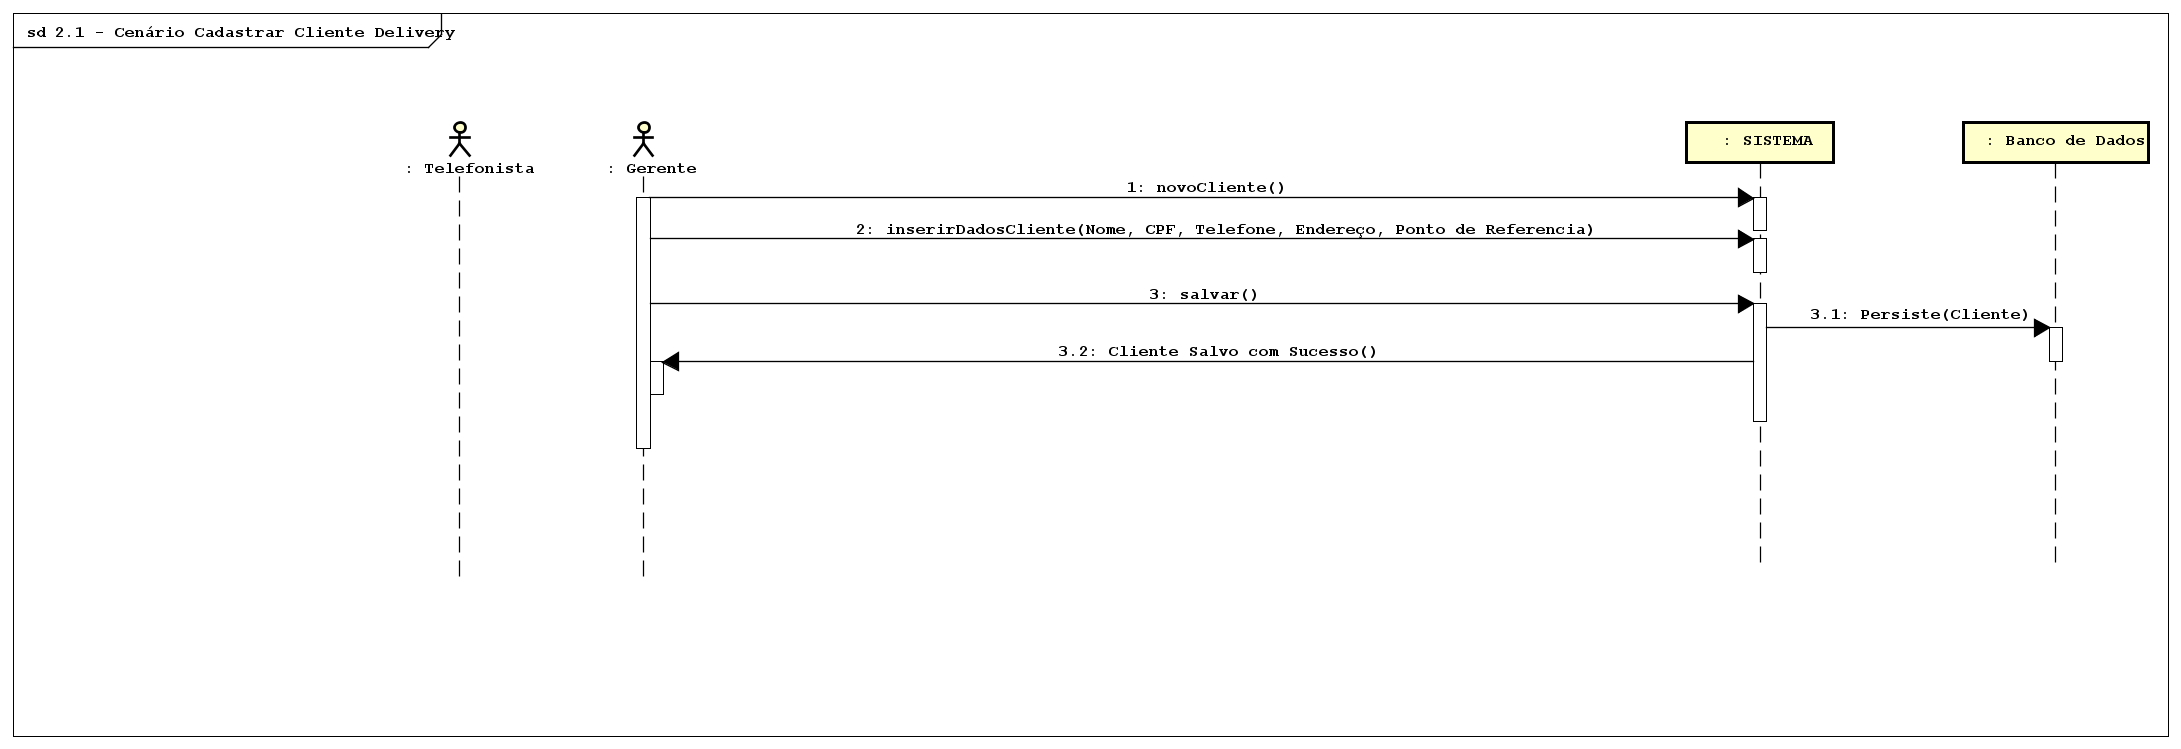 sd 2.1 - Cenário Cadastrar Cliente Delivery
: Telefonista
: Gerente
: SISTEMA
: Banco de Dados
1: novoCliente()
2: inserirDadosCliente(Nome, CPF, Telefone, Endereço, Ponto de Referencia)
3: salvar()
3.1: Persiste(Cliente)
3.2: Cliente Salvo com Sucesso()